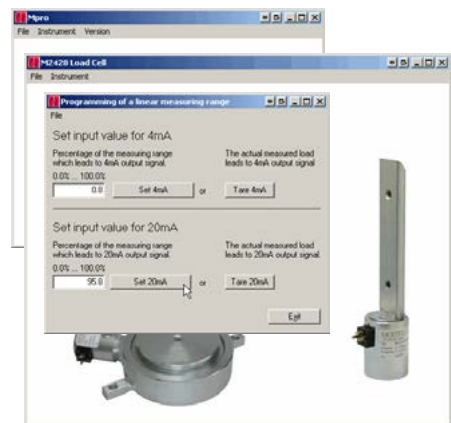 Mpro
File Instrument Version
M2428 Load Cell
File Instrument
Programming of a linear measuring range
File
Set input value for 4mA
Percentage of the measuring range
which leads to 4mA output signal.
The actual measured load
leads to 4mA output signal
0.0% ... 100.0%
0.0 Set 4mA or Tare 4mA
Set input value for 20mA
Percentage of the measuring range
which leads to 20mA output signal.
The actual measured load
leads to 20mA output signal.
0.0% ... 100.0%
95.0 Set 20mA or Tare 20mA
Exit